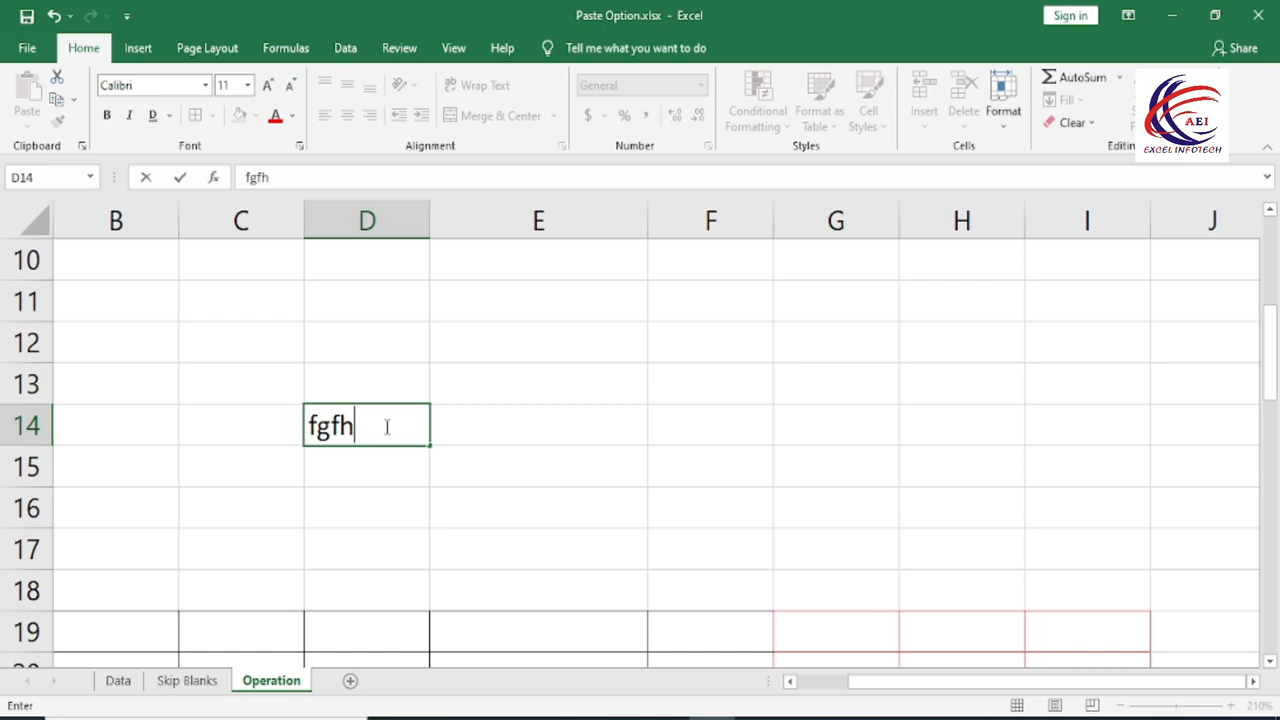 Paste Option.xlsx - Excel
Sign in
File Home Insert Page Layout Formulas Data Review View Help Tell me what you want to do Share
Paste
Calibri 11 A A
B I D A
Wrap Text
Merge & Center
General
$ % ,
Conditional Formatting
Format as Table
Cell Styles
Insert Delete Format
AutoSum
Fill
Clear
AEI
EXCEL INFOTECH
Clipboard Font Alignment Number Styles Cells
D14 fx fgfh
B C D E F G H I J
10
11
12
13
14 fgfh
15
16
17
18
19
20
Data Skip Blanks Operation
Enter 210%